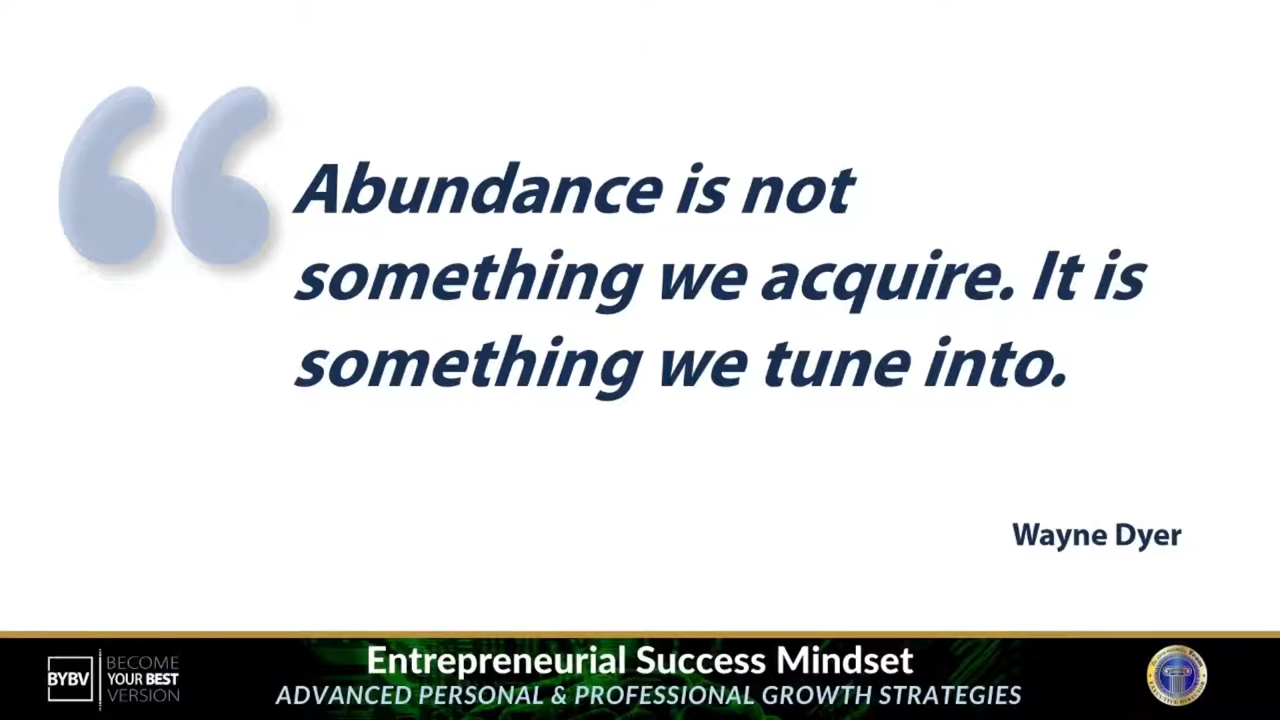 Abundance is not
something we acquire. It is
something we tune into.
Wayne Dyer
Entrepreneurial Success Mindset
ADVANCED PERSONAL & PROFESSIONAL GROWTH STRATEGIES
BYBV
BECOME
YOUR BEST
VERSION